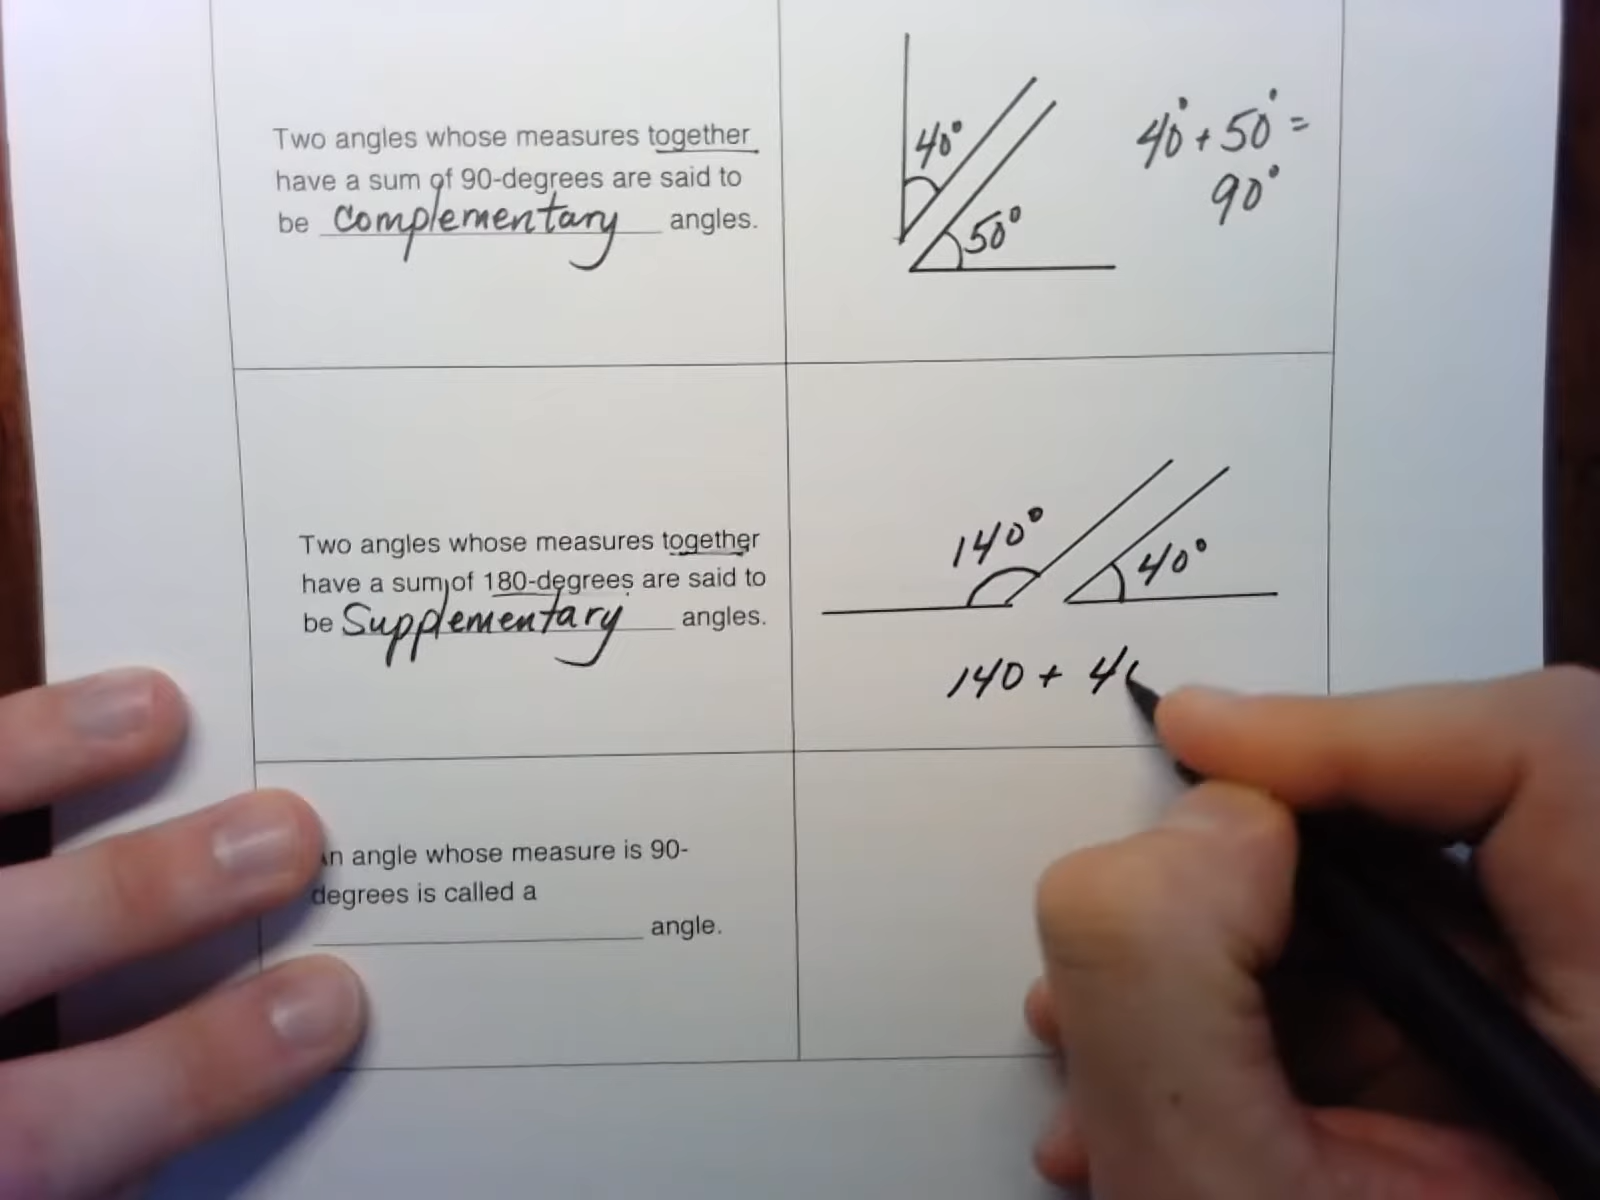 Two angles whose measures together
have a sum of 90-degrees are said to
be complementary angles.
40°
50°
40° + 50° =
90°
Two angles whose measures together
have a sum of 180-degrees are said to
be Supplementary angles.
140°
40°
140 + 4
An angle whose measure is 90-
degrees is called a
angle.